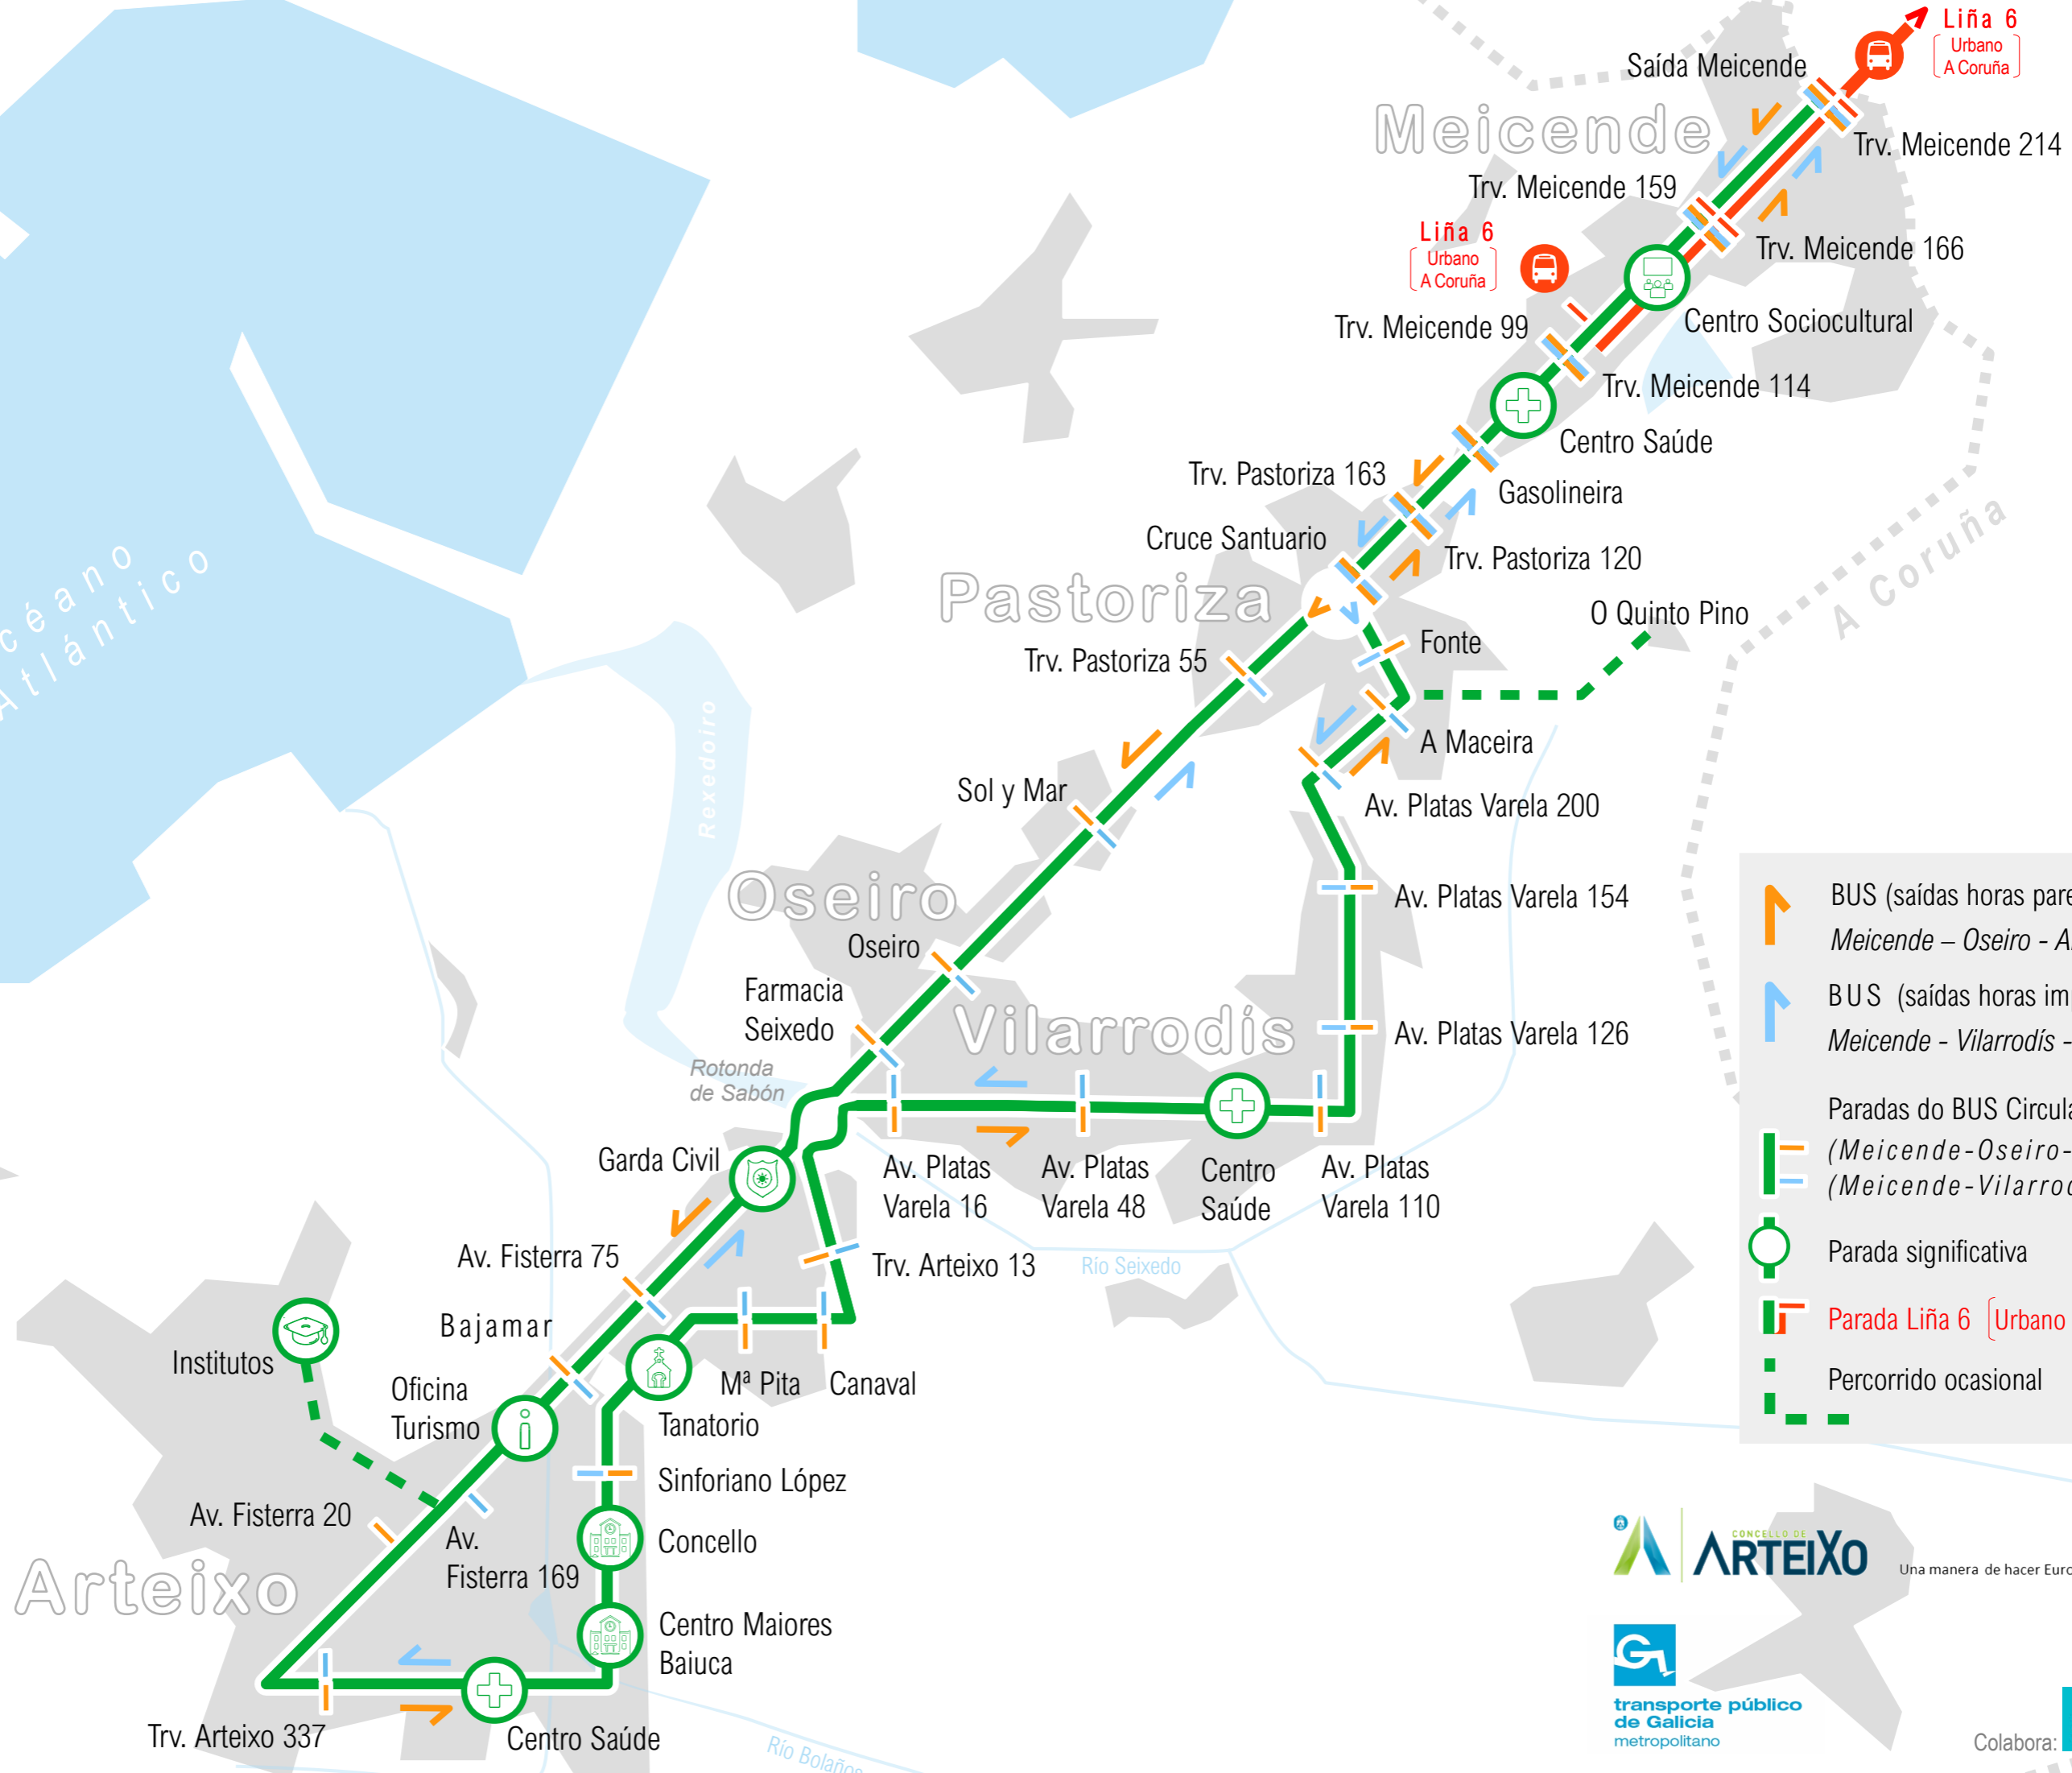 Liña 6
Urbano
A Coruña
Saída Meicende
Meicende
Trv. Meicende 214
Trv. Meicende 159
Liña 6
Urbano
A Coruña
Trv. Meicende 166
Trv. Meicende 99
Centro Sociocultural
Trv. Meicende 114
Centro Saúde
Trv. Pastoriza 163
Gasolineira
Cruce Santuario
Trv. Pastoriza 120
Pastoriza
O Quinto Pino
A Coruña
céano
Atlántico
Fonte
Trv. Pastoriza 55
Rexedoiro
A Maceira
Sol y Mar
Av. Platas Varela 200
Oseiro
Av. Platas Varela 154
Oseiro
Farmacia
Seixedo
Vilarrodís
Av. Platas Varela 126
Rotonda
de Sabón
Garda Civil
Av. Platas
Varela 16
Av. Platas
Varela 48
Centro
Saúde
Av. Platas
Varela 110
Av. Fisterra 75
Trv. Arteixo 13
Río Seixedo
Bajamar
Institutos
Oficina
Turismo
Mª Pita
Canaval
Tanatorio
Sinforiano López
Av. Fisterra 20
Av.
Fisterra 169
Concello
Arteixo
Centro Maiores
Baiuca
Trv. Arteixo 337
Centro Saúde
Río Bolaños
BUS (saídas horas pare
Meicende – Oseiro - A
BUS (saídas horas im
Meicende - Vilarrodís -
Paradas do BUS Circula
(Meicende-Oseiro-
(Meicende-Vilarro
Parada significativa
Parada Liña 6 Urbano
Percorrido ocasional
CONCELLO DE
ARTEIXO
Una manera de hacer Euro
transporte público
de Galicia
metropolitano
Colabora: